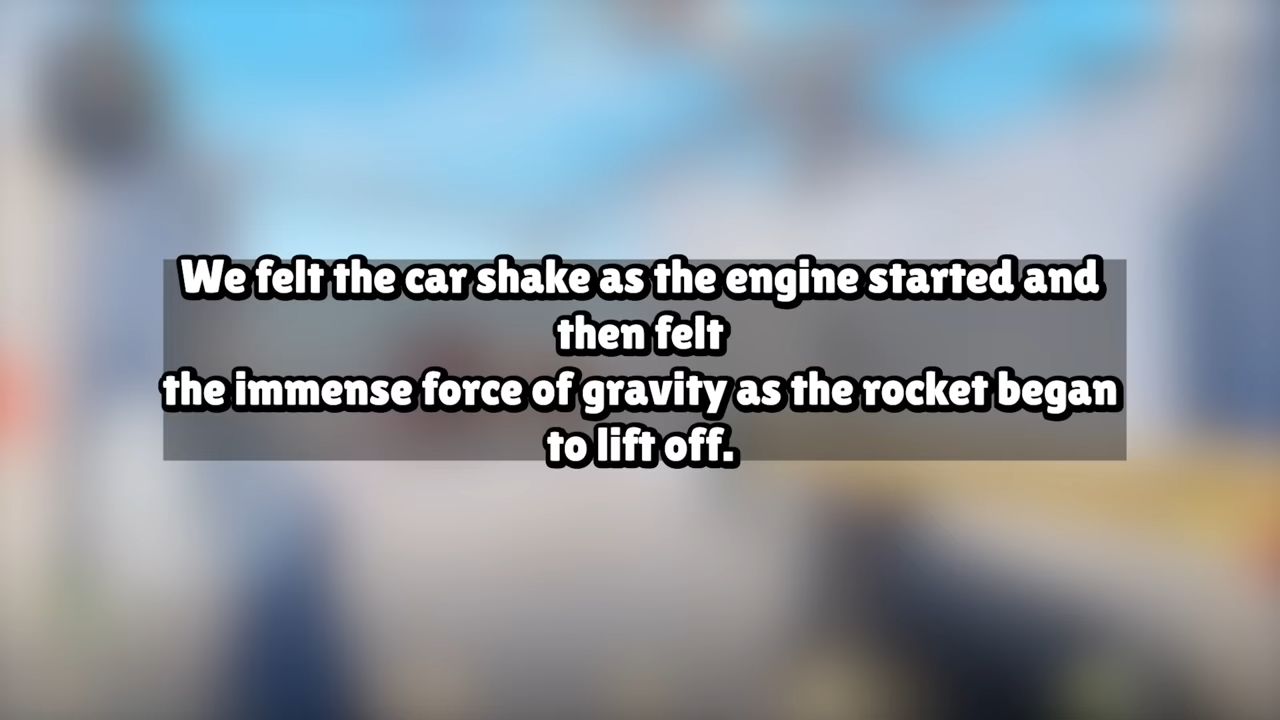 We felt the car shake as the engine started and
then felt
the immense force of gravity as the rocket began
to lift off.